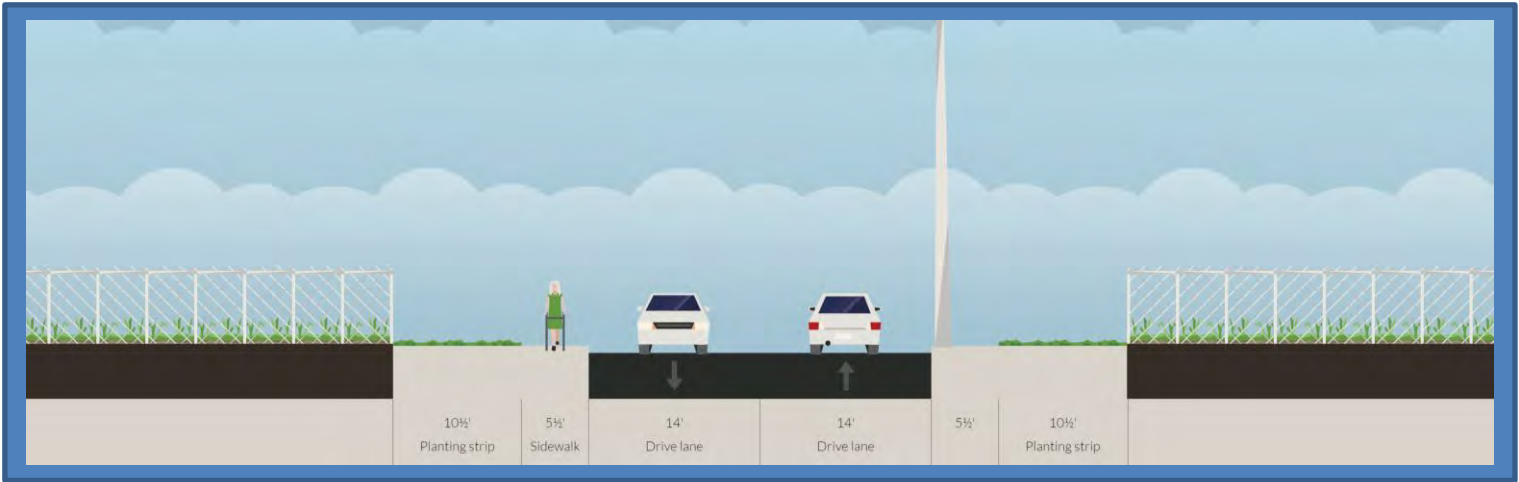 10½'
Planting strip
5½'
Sidewalk
14'
Drive lane
14'
Drive lane
5½'
10½'
Planting strip